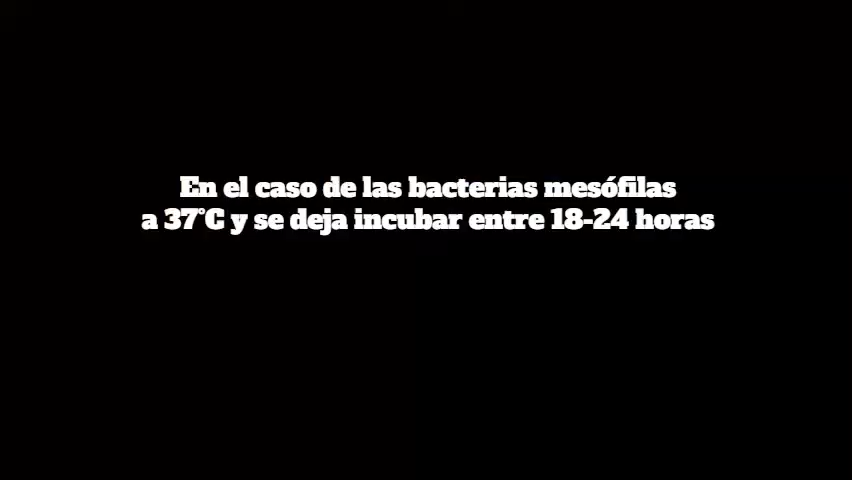 En el caso de las bacterias mesófilas
a 37°C y se deja incubar entre 18-24 horas